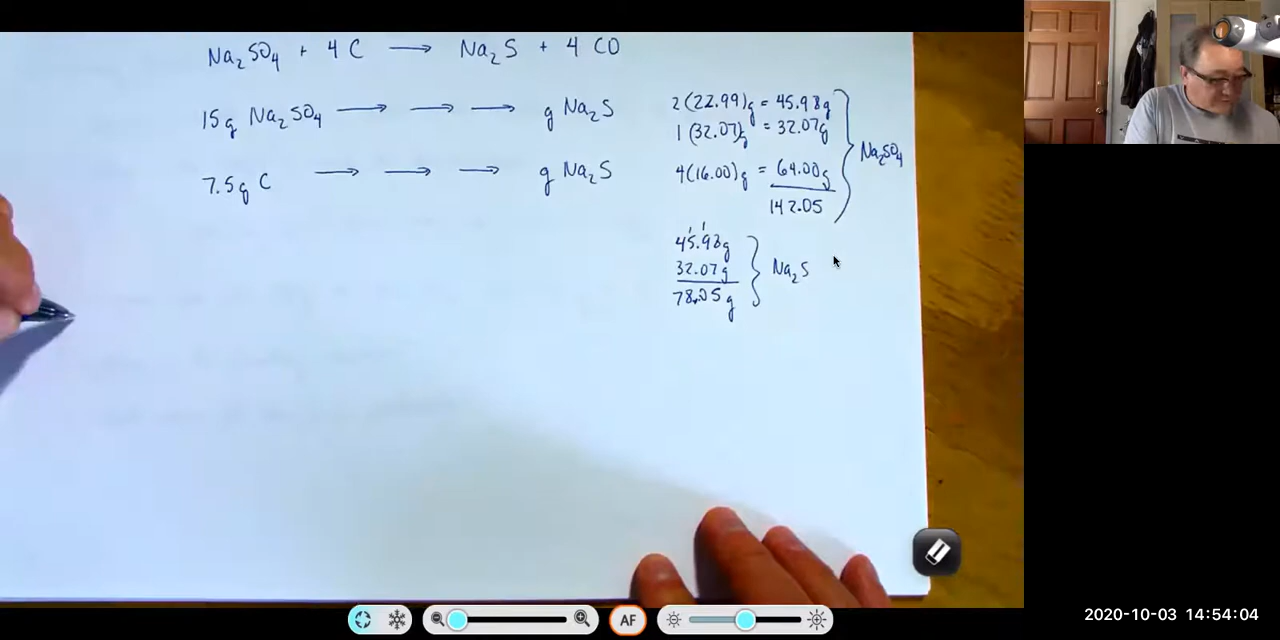 Na₂SO₄ + 4 C → Na₂S + 4 CO
15g Na₂SO₄ → → → g Na₂S
7.5g C → → → g Na₂S
2(22.99)g = 45.98g
1(32.07)g = 32.07g
4(16.00)g = 64.00g
142.05
Na₂SO₄
1 1
45.98g
32.07g
78.05g
Na₂S
AF
2020-10-03 14:54:04